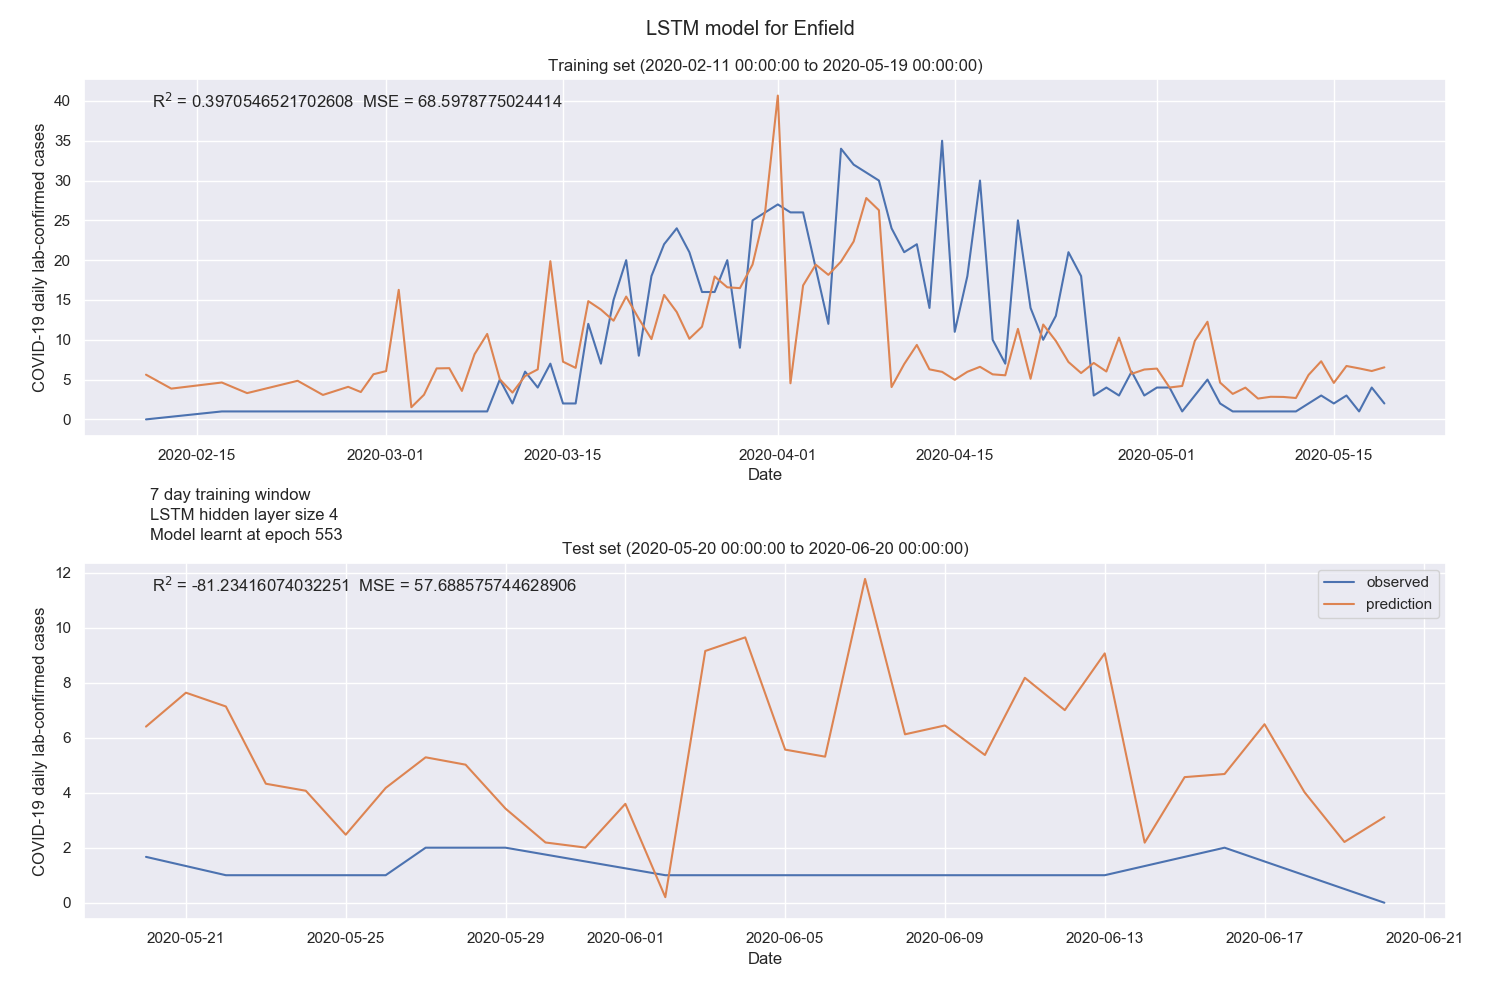 LSTM model for Enfield
Training set (2020-02-11 00:00:00 to 2020-05-19 00:00:00)
R² = 0.3970546521702608 MSE = 68.5978775024414
COVID-19 daily lab-confirmed cases
40
35
30
25
20
15
10
5
0
2020-02-15 2020-03-01 2020-03-15 2020-04-01 2020-04-15 2020-05-01 2020-05-15
Date
7 day training window
LSTM hidden layer size 4
Model learnt at epoch 553
Test set (2020-05-20 00:00:00 to 2020-06-20 00:00:00)
R² = -81.23416074032251 MSE = 57.688575744628906
observed
prediction
COVID-19 daily lab-confirmed cases
12
10
8
6
4
2
0
2020-05-21 2020-05-25 2020-05-29 2020-06-01 2020-06-05 2020-06-09 2020-06-13 2020-06-17 2020-06-21
Date